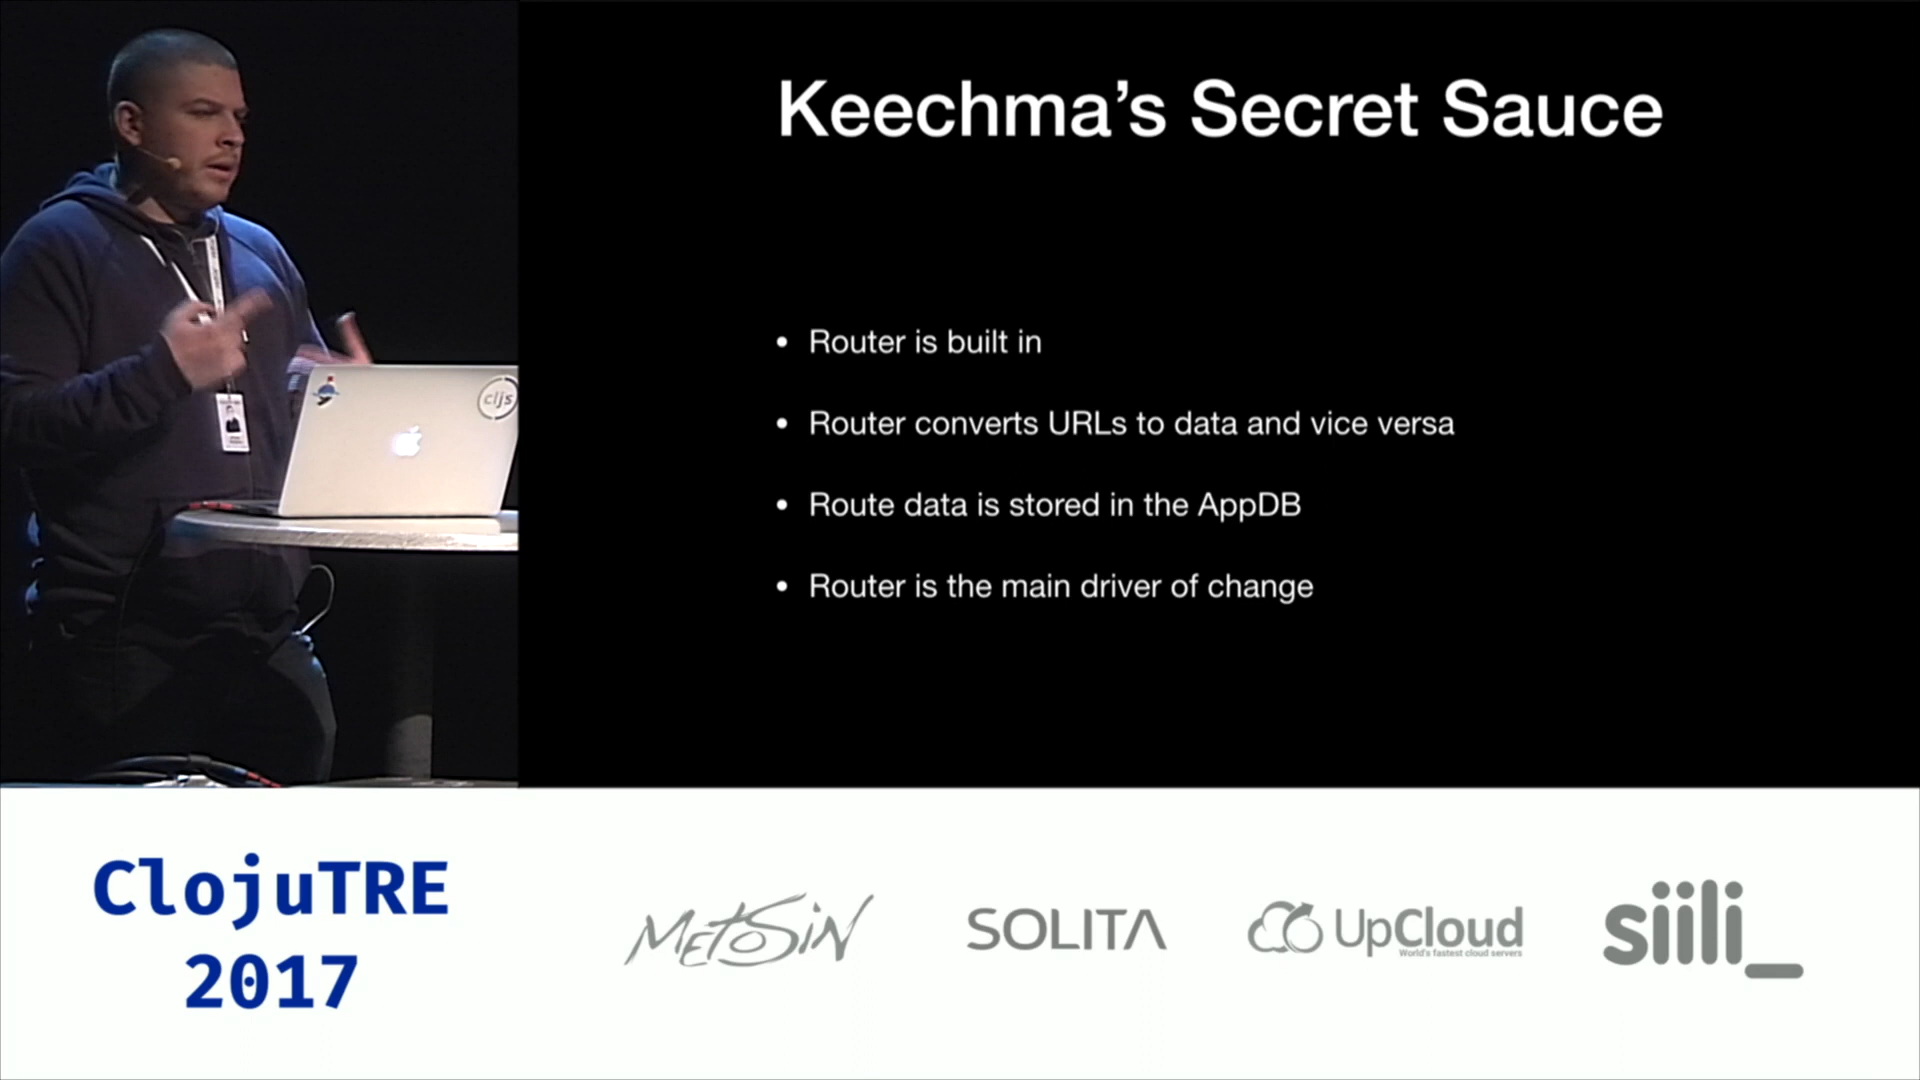 Keechma’s Secret Sauce
• Router is built in
• Router converts URLs to data and vice versa
• Route data is stored in the AppDB
• Router is the main driver of change
cljs
ClojuTRE
2017
METOSIN
SOLITA
UpCloud
World's fastest cloud servers
siili_